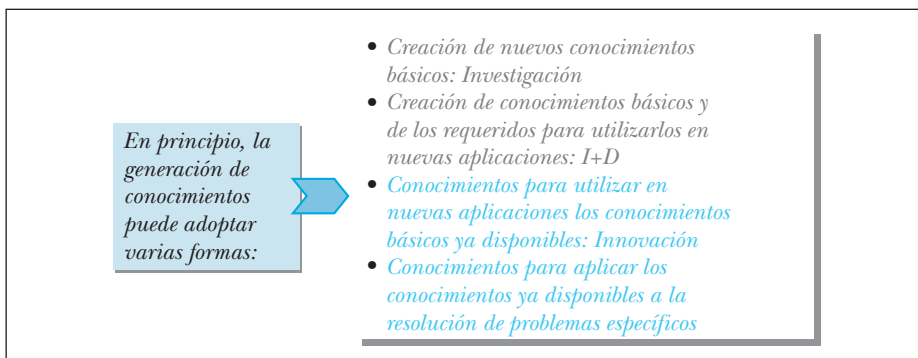 En principio, la
generación de
conocimientos
puede adoptar
varias formas:
• Creación de nuevos conocimientos
básicos: Investigación
• Creación de conocimientos básicos y
de los requeridos para utilizarlos en
nuevas aplicaciones: I+D
• Conocimientos para utilizar en
nuevas aplicaciones los conocimientos
básicos ya disponibles: Innovación
• Conocimientos para aplicar los
conocimientos ya disponibles a la
resolución de problemas específicos